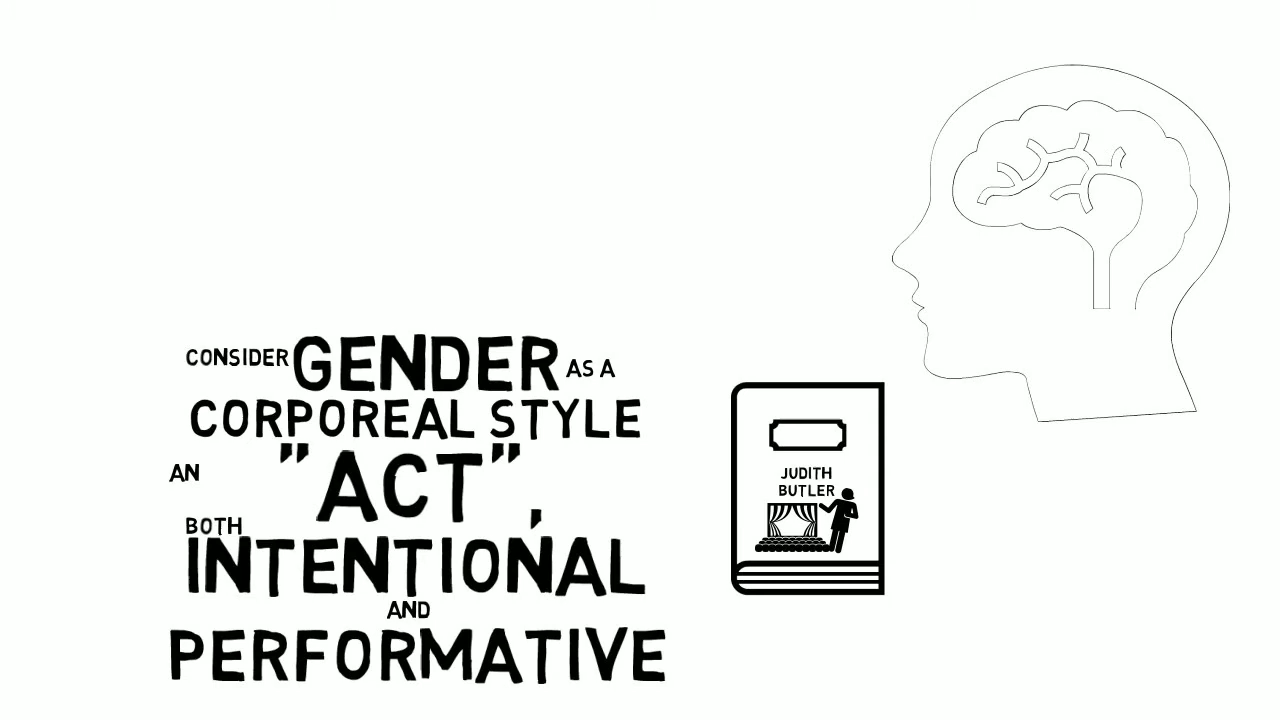 CONSIDER GENDER AS A
CORPOREAL STYLE
AN "ACT",
BOTH
INTENTIONAL
AND
PERFORMATIVE
JUDITH
BUTLER